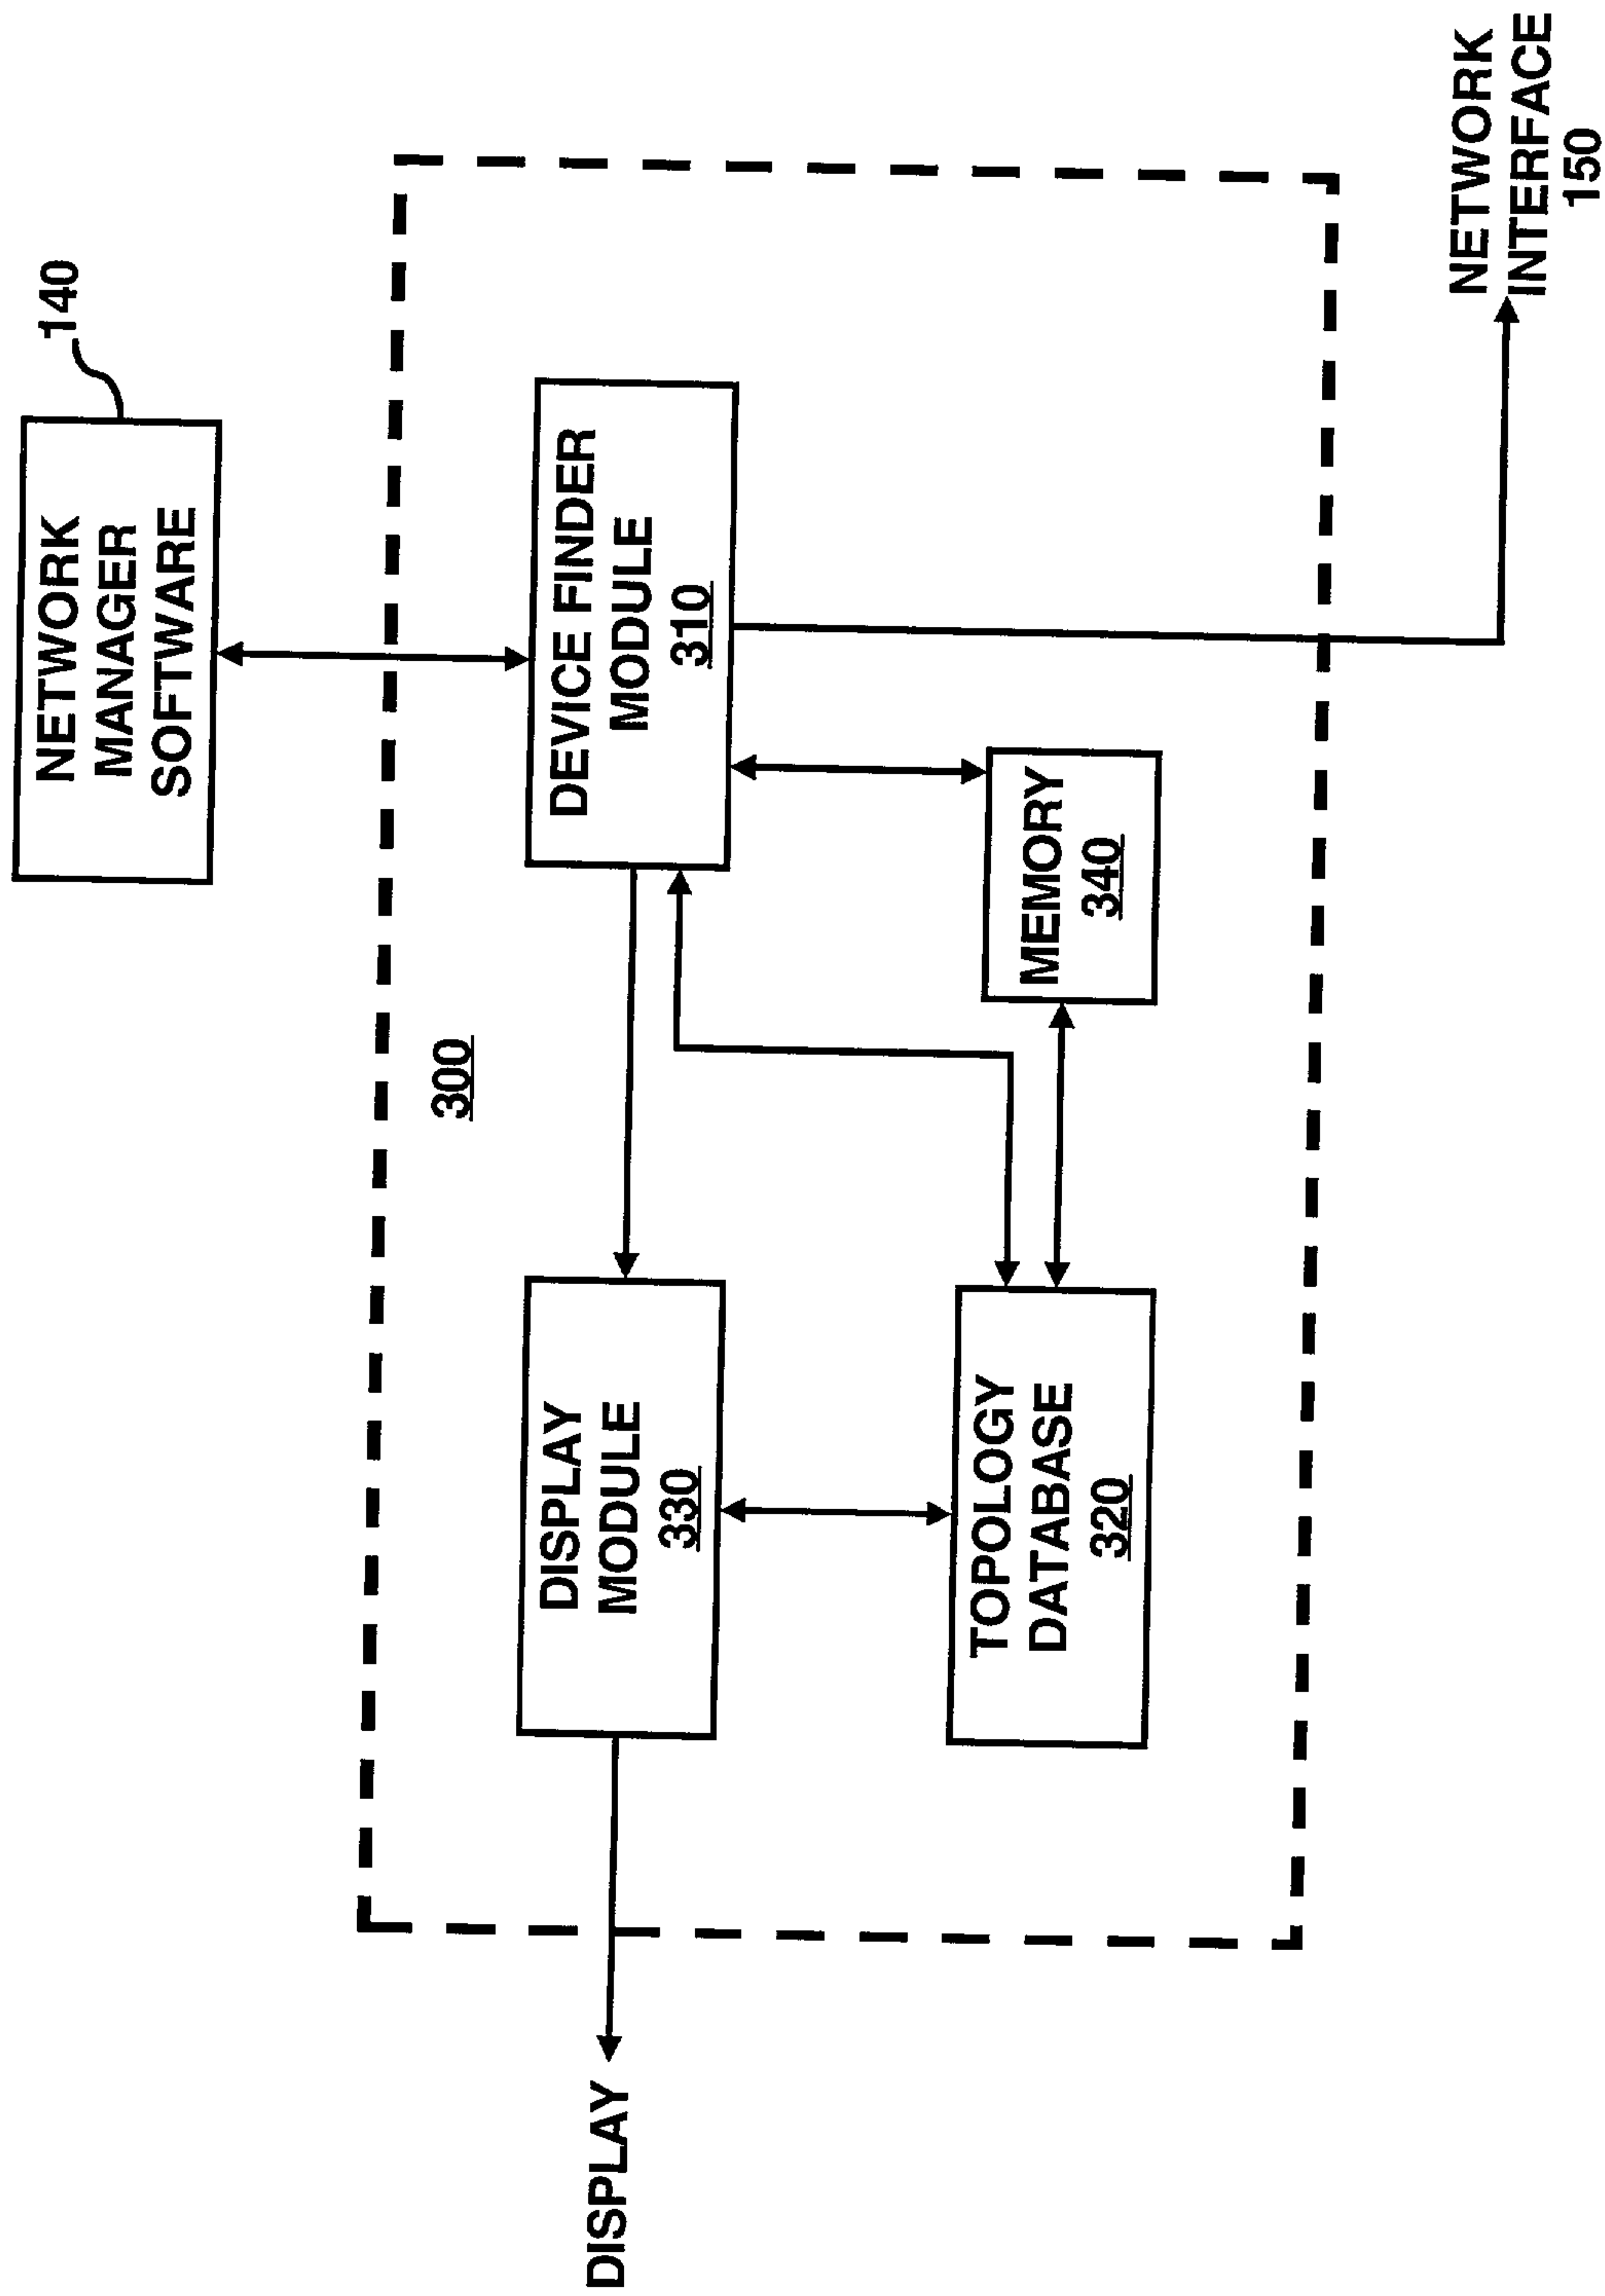 NETWORK
MANAGER
SOFTWARE
140
300
DISPLAY
DISPLAY
MODULE
330
DEVICE FINDER
MODULE
310
TOPOLOGY
DATABASE
320
MEMORY
340
NETWORK
INTERFACE
150